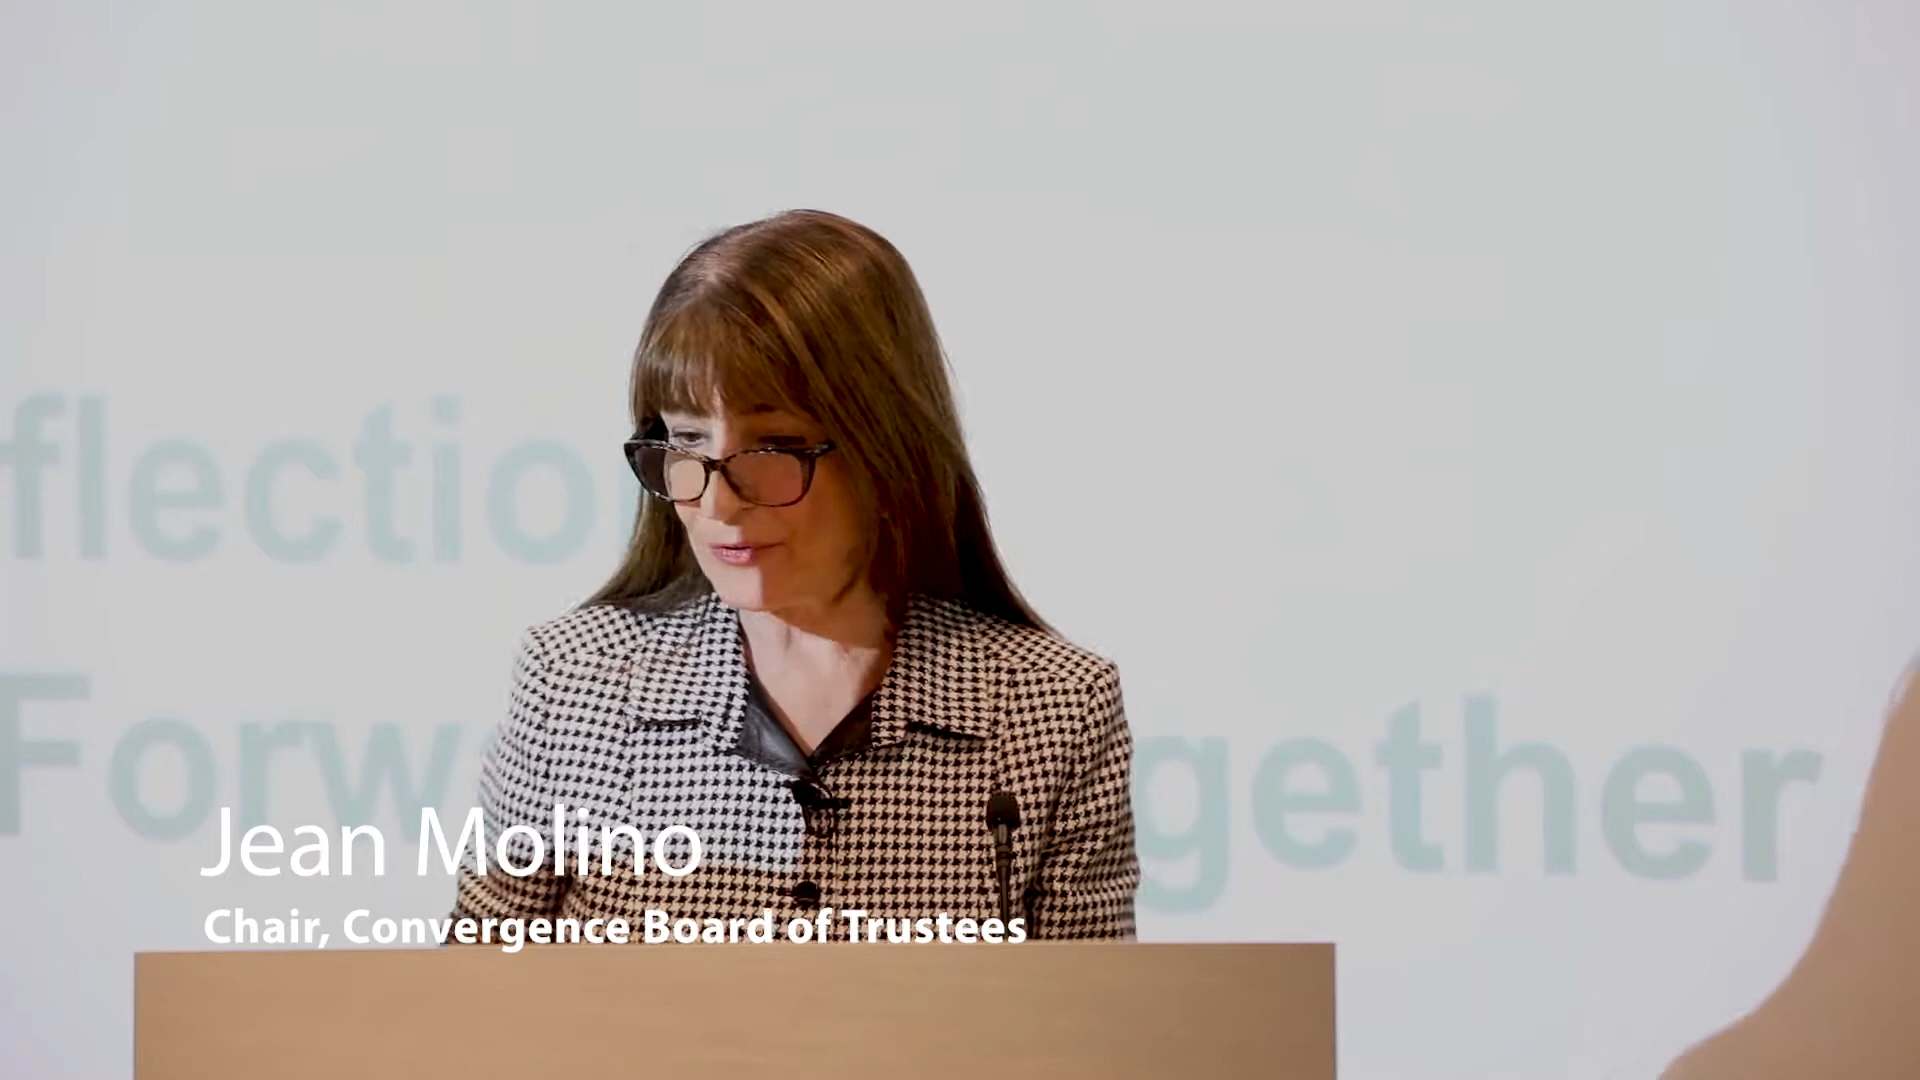 flectio
Forw gether
Jean Molino
Chair, Convergence Board of Trustees